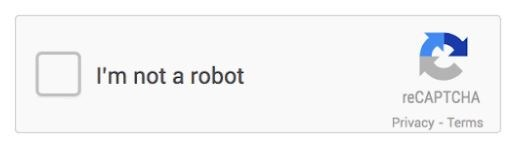 I'm not a robot
reCAPTCHA
Privacy - Terms